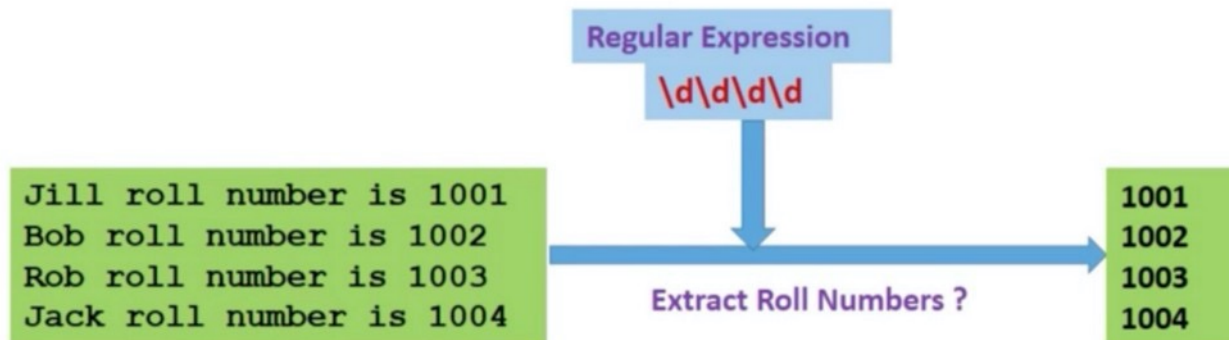 Regular Expression
\d\d\d\d
Jill roll number is 1001
Bob roll number is 1002
Rob roll number is 1003
Jack roll number is 1004
Extract Roll Numbers ?
1001
1002
1003
1004